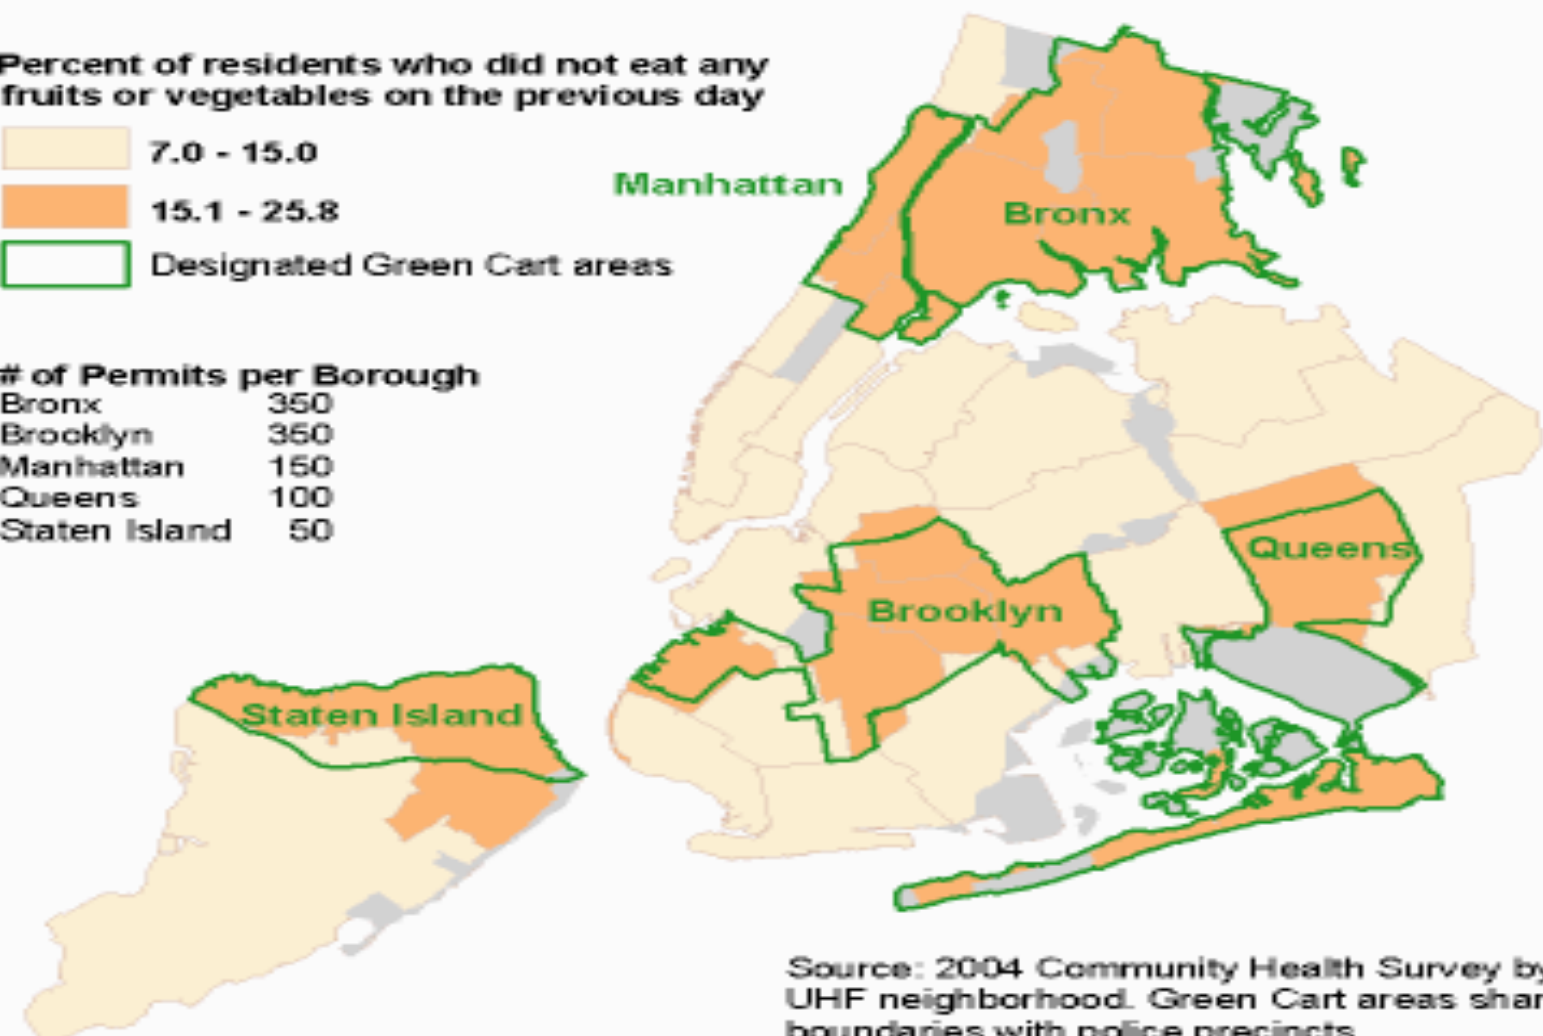 Percent of residents who did not eat any
fruits or vegetables on the previous day
7.0 - 15.0
15.1 - 25.8
Designated Green Cart areas
# of Permits per Borough
Bronx 350
Brooklyn 350
Manhattan 150
Queens 100
Staten Island 50
Manhattan
Bronx
Queens
Brooklyn
Staten Island
Source: 2004 Community Health Survey by
UHF neighborhood. Green Cart areas shar
boundaries with police precincts